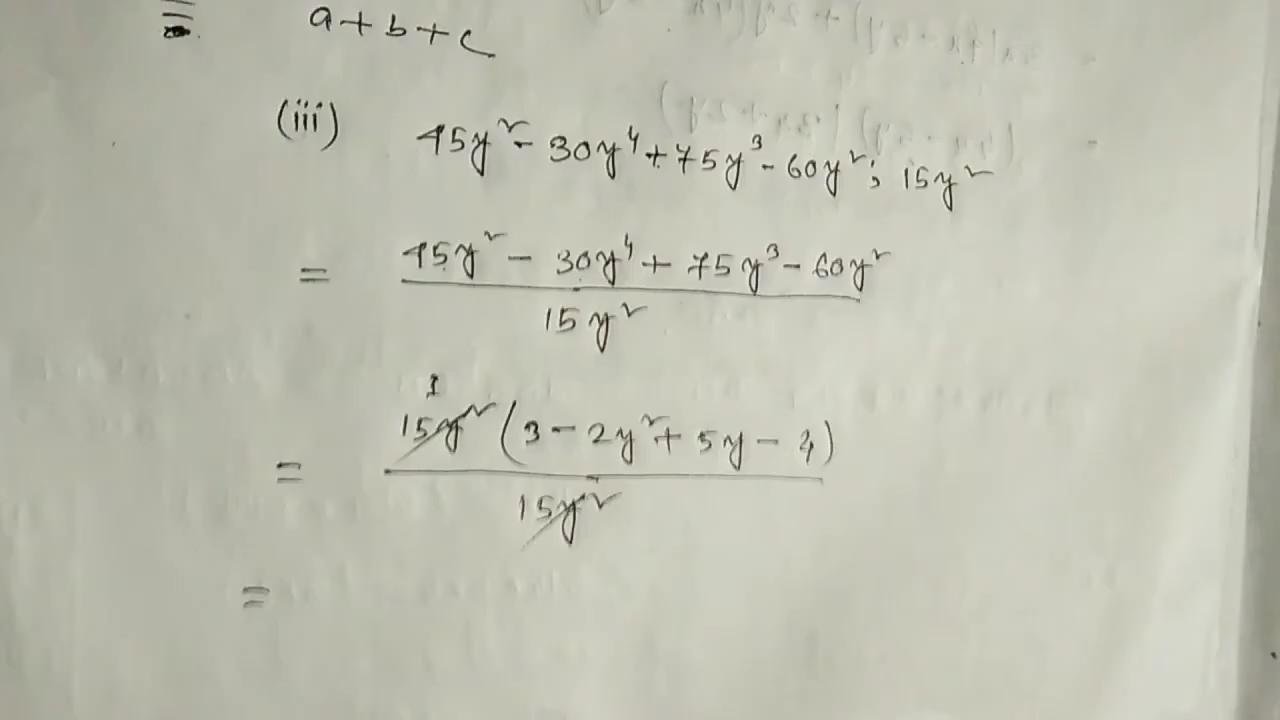 = a+b+c
(iii) 45y² - 30y⁴ + 75y³ - 60y² ; 15y²
= 45y² - 30y⁴ + 75y³ - 60y²
15y²
1
= 15y² (3 - 2y² + 5y - 4)
15y²
=